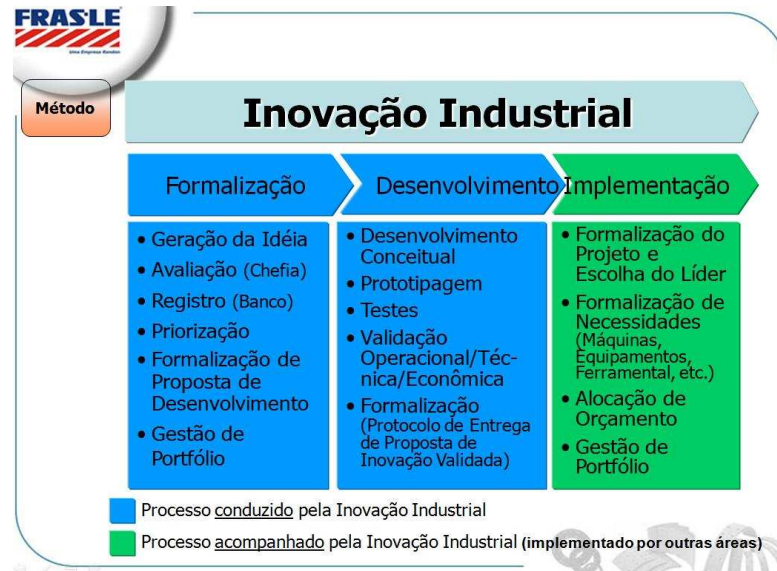 FRAS-LE
Uma Empresa Randon
Método
Inovação Industrial
Formalização
Desenvolvimento
Implementação
• Geração da Idéia
• Avaliação (Chefia)
• Registro (Banco)
• Priorização
• Formalização de
Proposta de
Desenvolvimento
• Gestão de
Portfólio
• Desenvolvimento
Conceitual
• Prototipagem
• Testes
• Validação
Operacional/Téc-
nica/Econômica
• Formalização
(Protocolo de Entrega
de Proposta de
Inovação Validada)
• Formalização do
Projeto e
Escolha do Líder
• Formalização de
Necessidades
(Máquinas,
Equipamentos,
Ferramental, etc.)
• Alocação de
Orçamento
• Gestão de
Portfólio
Processo conduzido pela Inovação Industrial
Processo acompanhado pela Inovação Industrial (implementado por outras áreas)